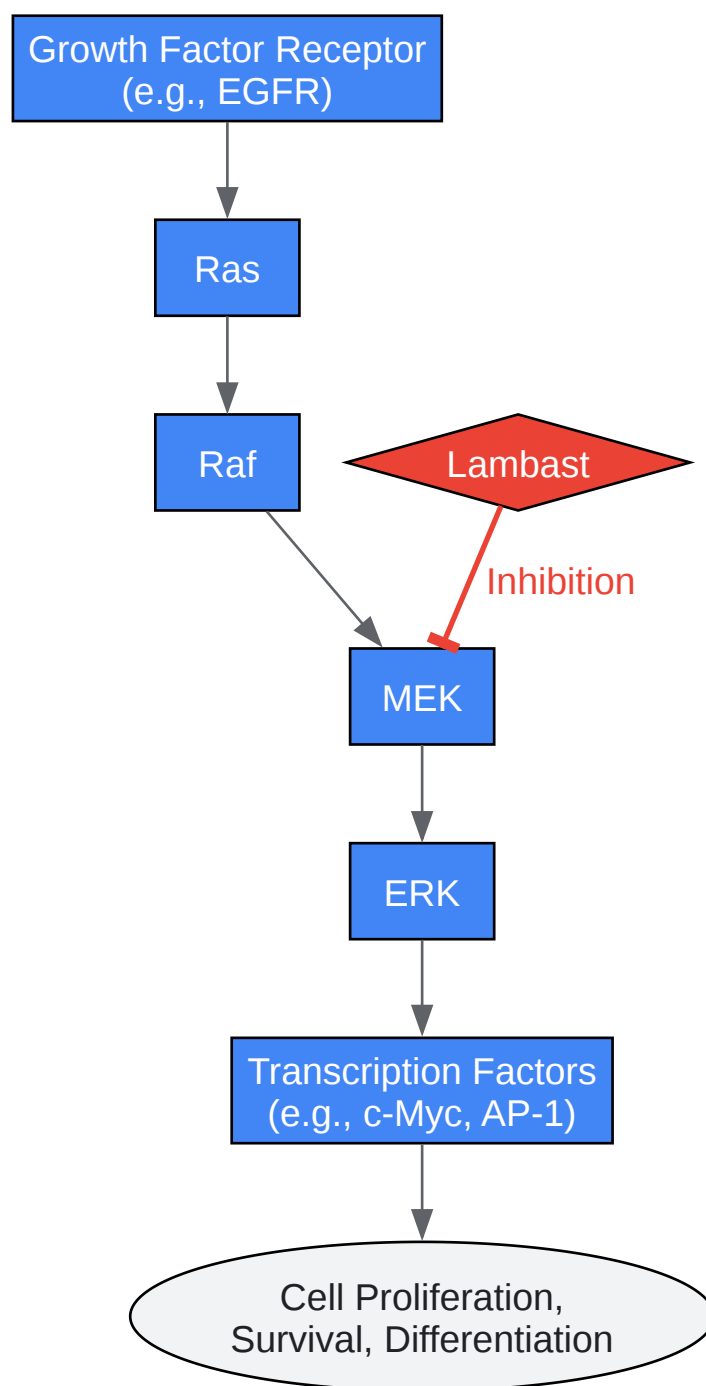 Growth Factor Receptor
(e.g., EGFR)
Ras
Raf
Lambast
Inhibition
MEK
ERK
Transcription Factors
(e.g., c-Myc, AP-1)
Cell Proliferation,
Survival, Differentiation